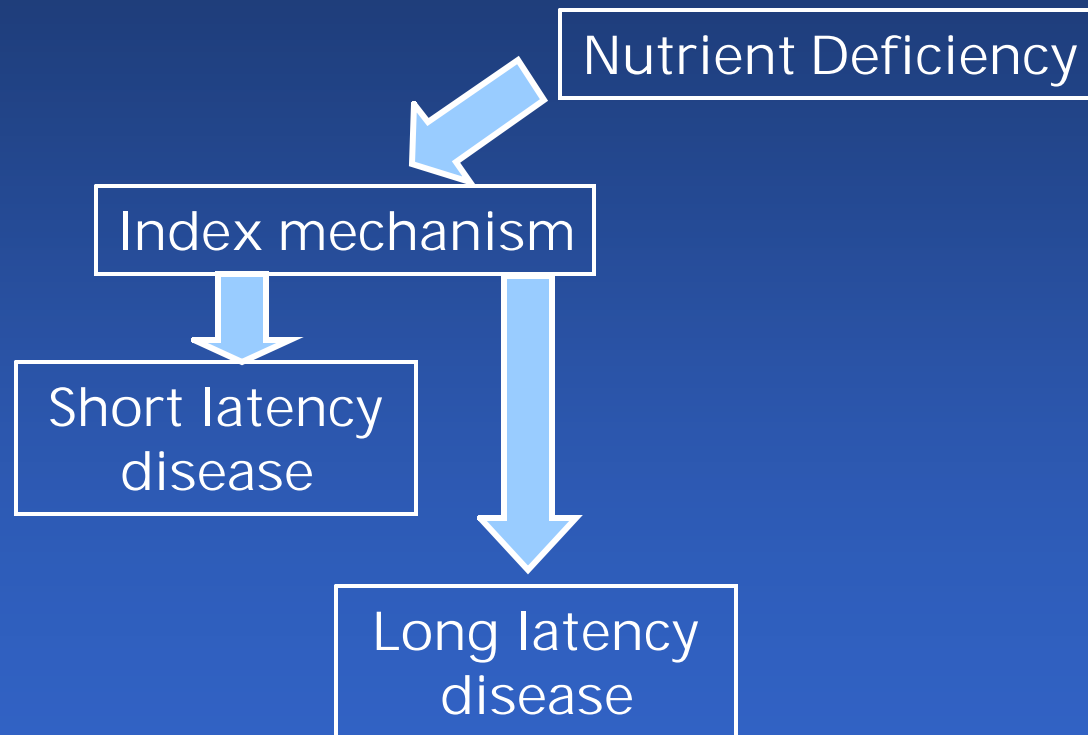 Nutrient Deficiency
Index mechanism
Short latency
disease
Long latency
disease